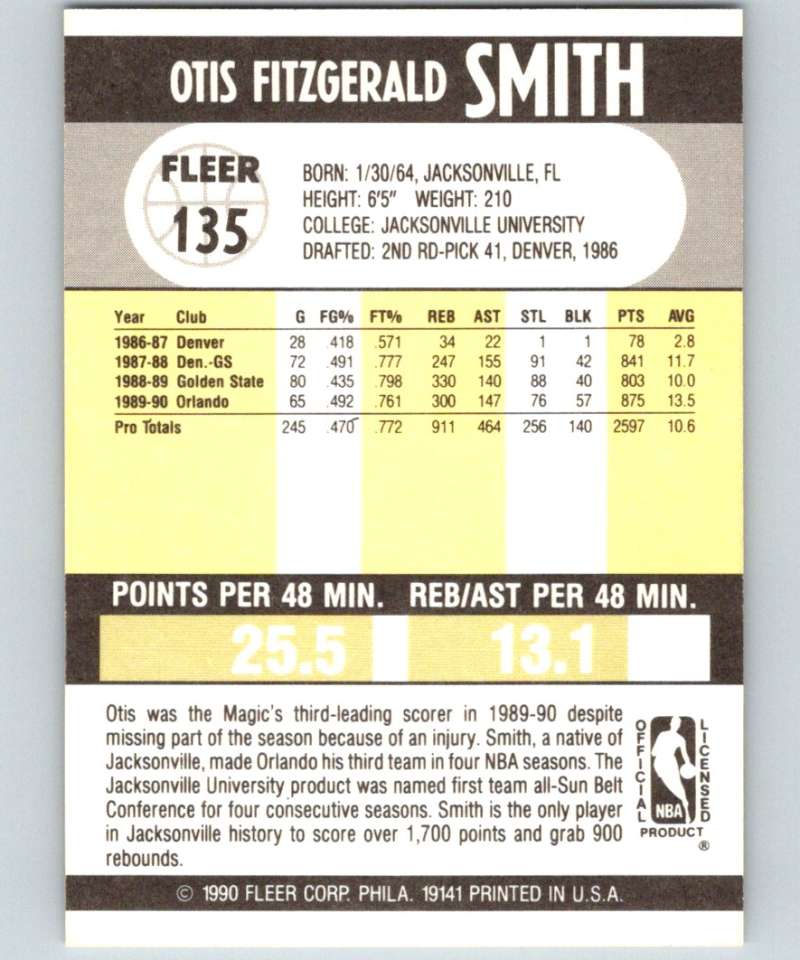 OTIS FITZGERALD SMITH
FLEER
135
BORN: 1/30/64, JACKSONVILLE, FL
HEIGHT: 6'5" WEIGHT: 210
COLLEGE: JACKSONVILLE UNIVERSITY
DRAFTED: 2ND RD-PICK 41, DENVER, 1986
Year Club G FG% FT% REB AST STL BLK PTS AVG
1986-87 Denver 28 .418 .571 34 22 1 1 78 2.8
1987-88 Den.-GS 72 .491 .777 247 155 91 42 841 11.7
1988-89 Golden State 80 .435 .798 330 140 88 40 803 10.0
1989-90 Orlando 65 .492 .761 300 147 76 57 875 13.5
Pro Totals 245 .470 .772 911 464 256 140 2597 10.6
POINTS PER 48 MIN. REB/AST PER 48 MIN.
25.5 13.1
Otis was the Magic's third-leading scorer in 1989-90 despite
missing part of the season because of an injury. Smith, a native of
Jacksonville, made Orlando his third team in four NBA seasons. The
Jacksonville University product was named first team all-Sun Belt
Conference for four consecutive seasons. Smith is the only player
in Jacksonville history to score over 1,700 points and grab 900
rebounds.
OFFICIAL
NBA
LICENSED
PRODUCT
®
© 1990 FLEER CORP. PHILA. 19141 PRINTED IN U.S.A.